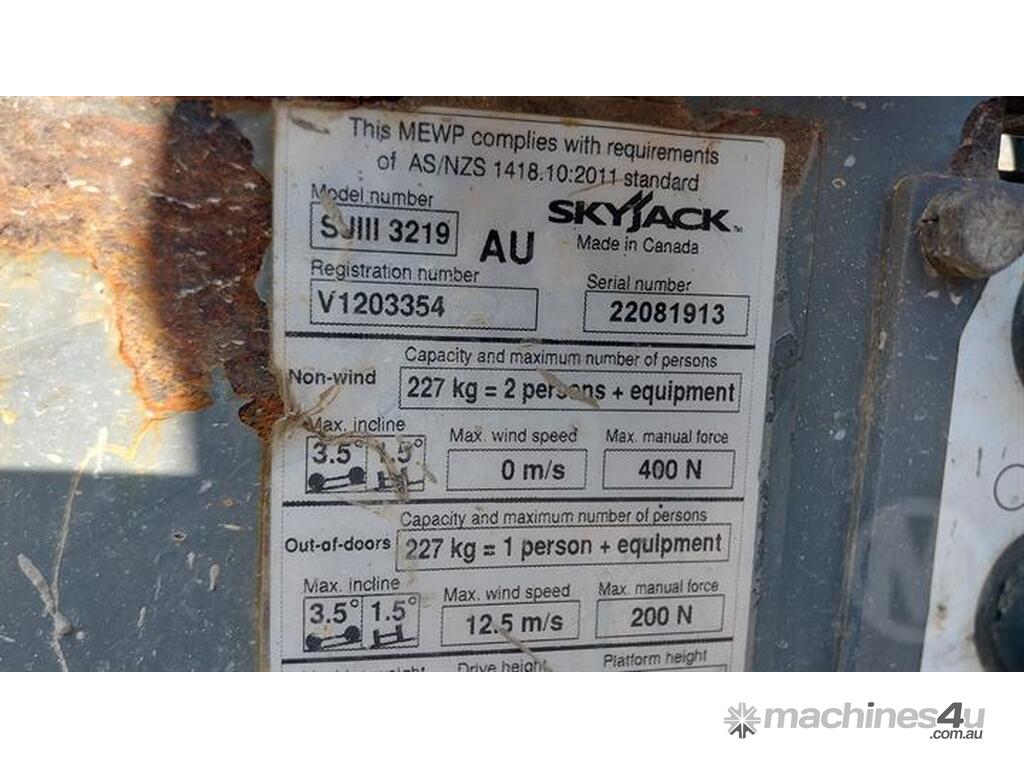 This MEWP complies with requirements
of AS/NZS 1418.10:2011 standard
Model number
SJIII 3219
AU
SKYJACK™
Made in Canada
Registration number
V1203354
Serial number
22081913
Non-wind
Capacity and maximum number of persons
227 kg = 2 persons + equipment
Max. incline
3.5° 1.5°
Max. wind speed
0 m/s
Max. manual force
400 N
Out-of-doors
Capacity and maximum number of persons
227 kg = 1 person + equipment
Max. incline
3.5° 1.5°
Max. wind speed
12.5 m/s
Max. manual force
200 N
Drive height
Platform height
machines4u
.com.au